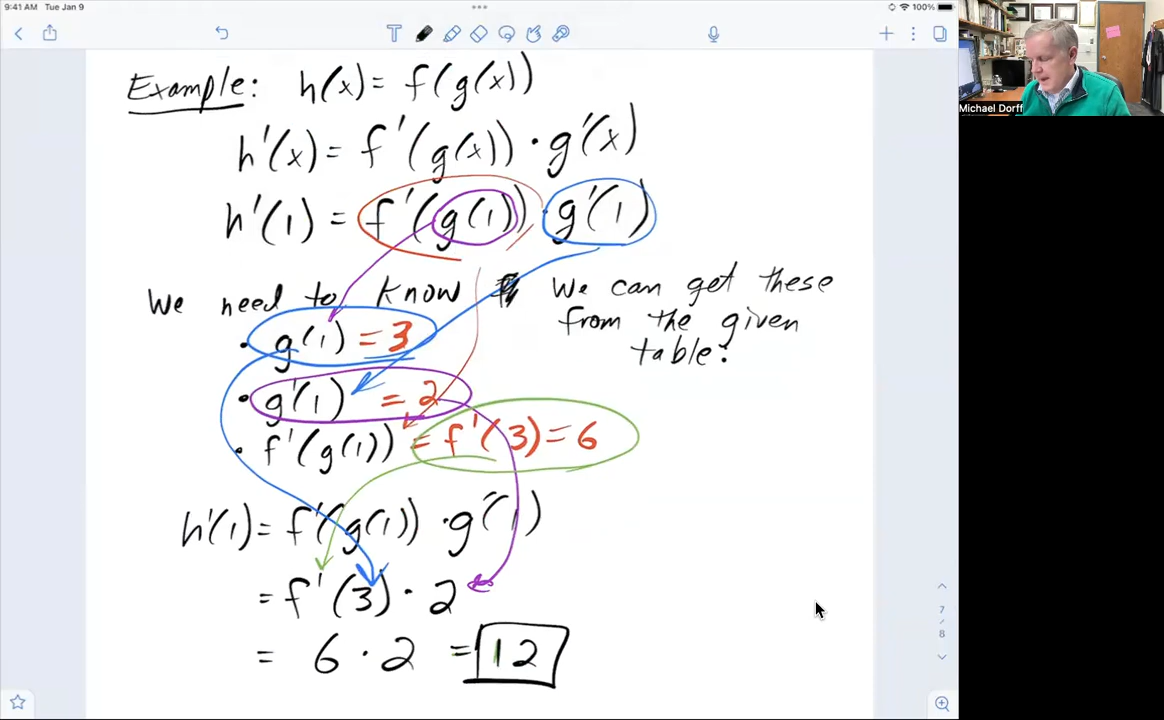 9:41 AM Tue Jan 9
100%
Michael Dorff
Example: h(x) = f(g(x))
h'(x) = f'(g(x)) · g'(x)
h'(1) = f'(g(1)) · g'(1)
We need to know
We can get these
from the given
table:
• g(1) = 3
• g'(1) = 2
• f'(g(1)) = f'(3) = 6
h'(1) = f'(g(1)) · g'(1)
= f'(3) · 2
= 6 · 2 = 12
7
/
8